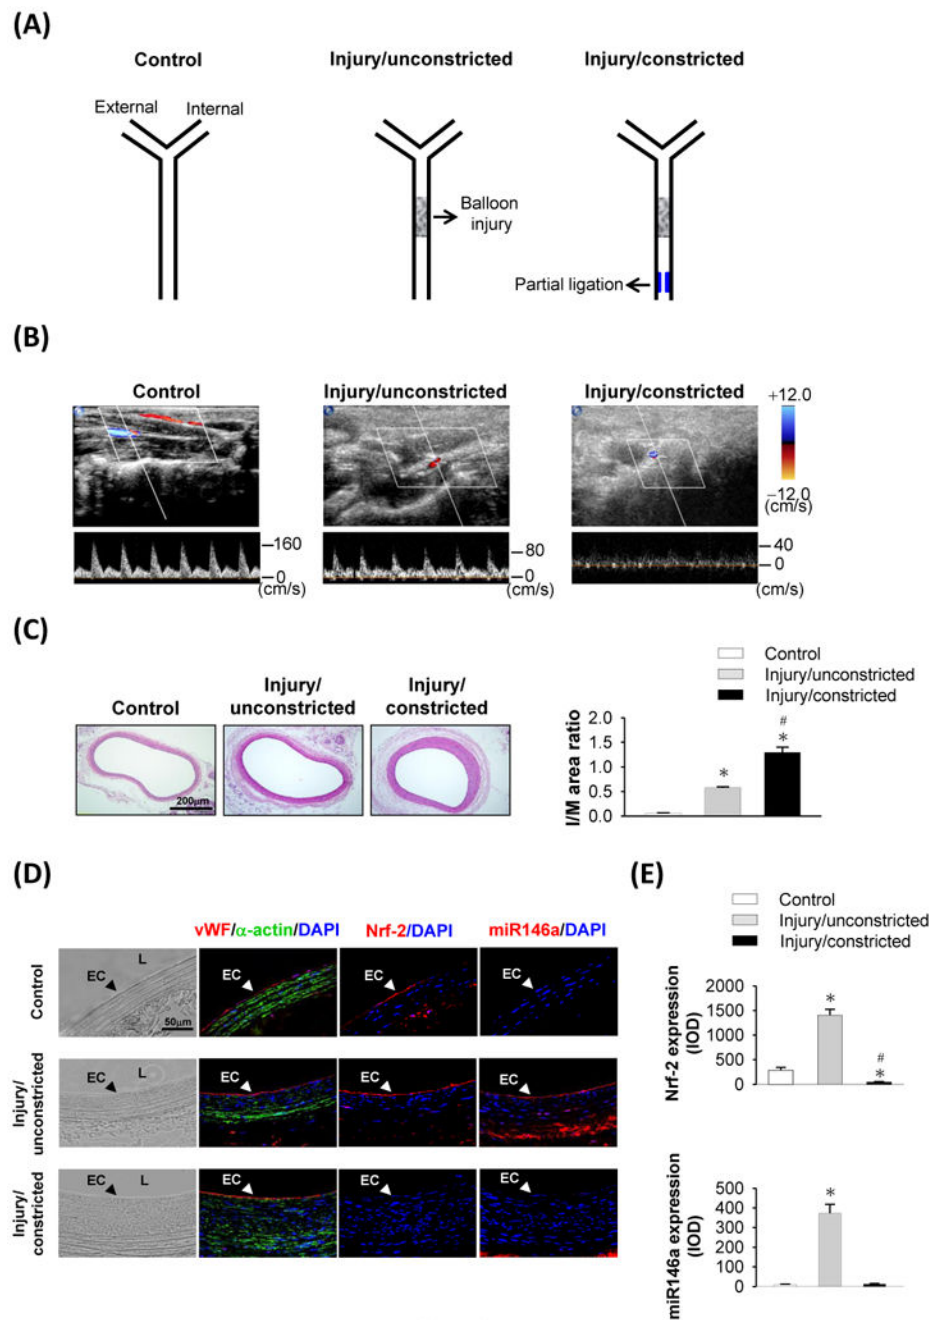 (A)
Control
Injury/unconstricted
Injury/constricted
External
Internal
Balloon
injury
Partial ligation
(B)
Control
Injury/unconstricted
Injury/constricted
+12.0
−12.0
(cm/s)
−160
−0
(cm/s)
−80
−0
(cm/s)
−40
−0
(cm/s)
(C)
Control
Injury/
unconstricted
Injury/
constricted
200µm
Control
Injury/unconstricted
Injury/constricted
I/M area ratio
2.0
1.5
1.0
0.5
0.0
*
#
*
(D)
vWF/α-actin/DAPI
Nrf-2/DAPI
miR146a/DAPI
Control
L
EC
50µm
EC
EC
EC
Injury/
unconstricted
L
EC
EC
EC
EC
Injury/
constricted
L
EC
EC
EC
EC
(E)
Control
Injury/unconstricted
Injury/constricted
Nrf-2 expression
(IOD)
2000
1500
1000
500
0
*
#
*
miR146a expression
(IOD)
400
300
200
100
0
*